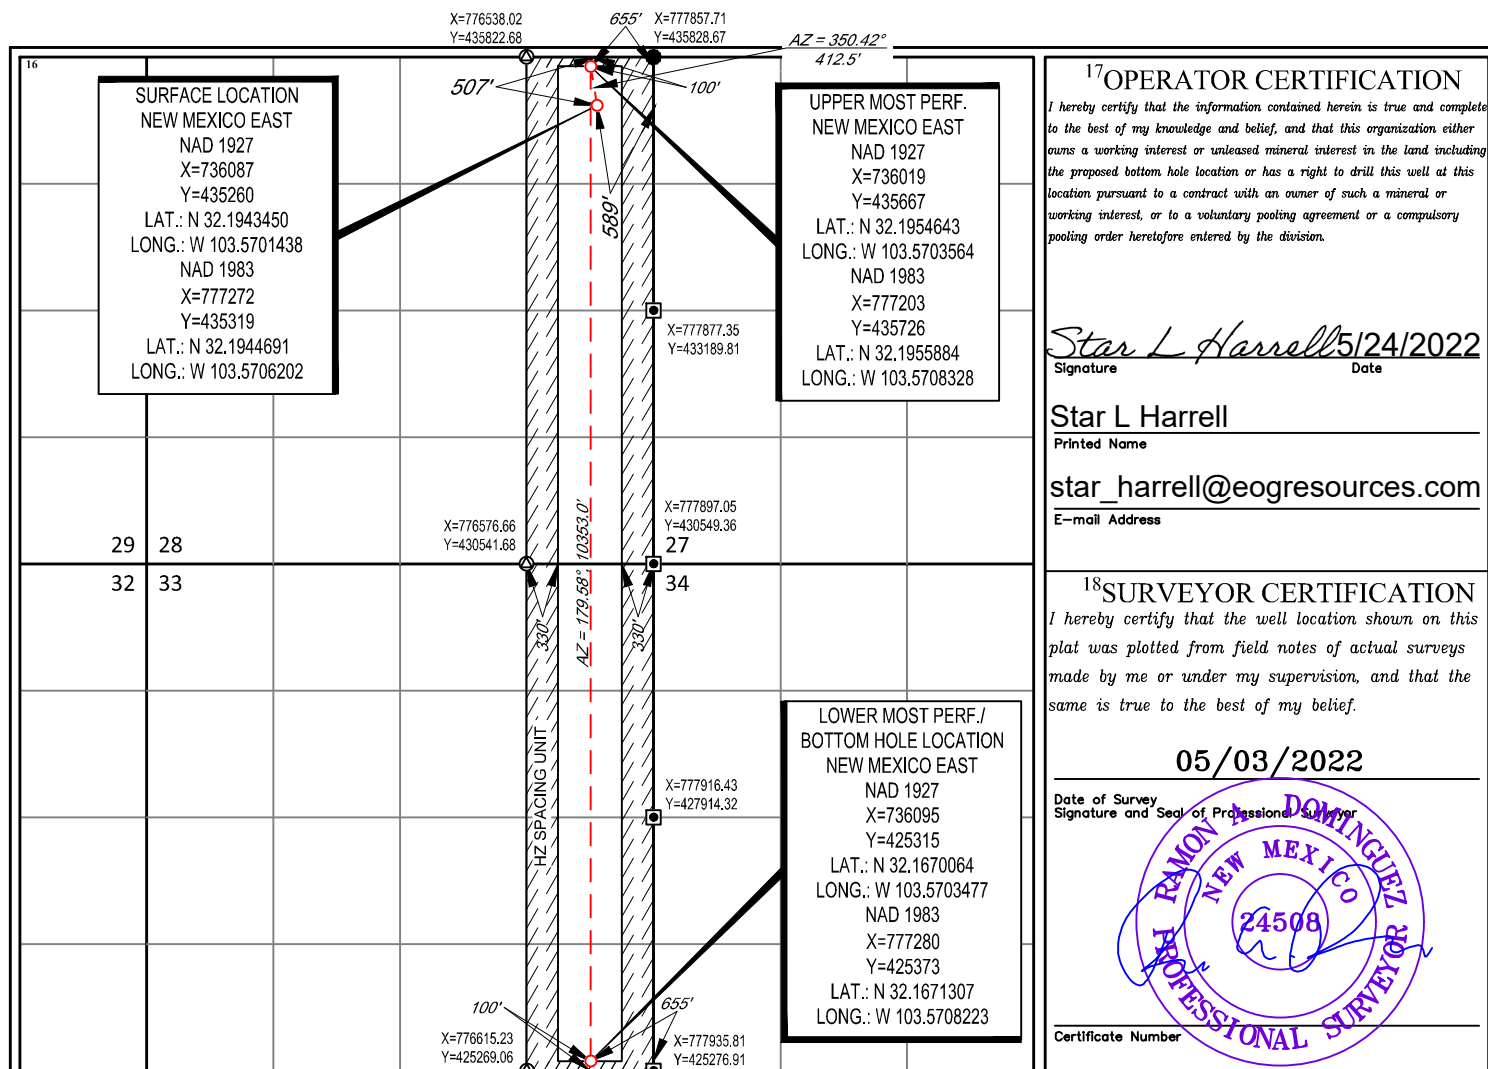 X=776538.02
Y=435822.68
655'
X=777857.71
Y=435828.67
AZ = 350.42°
412.5'
16
507'
100'
589'
SURFACE LOCATION
NEW MEXICO EAST
NAD 1927
X=736087
Y=435260
LAT.: N 32.1943450
LONG.: W 103.5701438
NAD 1983
X=777272
Y=435319
LAT.: N 32.1944691
LONG.: W 103.5706202
UPPER MOST PERF.
NEW MEXICO EAST
NAD 1927
X=736019
Y=435667
LAT.: N 32.1954643
LONG.: W 103.5703564
NAD 1983
X=777203
Y=435726
LAT.: N 32.1955884
LONG.: W 103.5708328
X=777877.35
Y=433189.81
X=776576.66
Y=430541.68
X=777897.05
Y=430549.36
29 28
27
32 33
34
330'
AZ = 179.58°, 10353.0'
330'
HZ SPACING UNIT
LOWER MOST PERF./
BOTTOM HOLE LOCATION
NEW MEXICO EAST
NAD 1927
X=736095
Y=425315
LAT.: N 32.1670064
LONG.: W 103.5703477
NAD 1983
X=777280
Y=425373
LAT.: N 32.1671307
LONG.: W 103.5708223
X=777916.43
Y=427914.32
100'
655'
X=776615.23
Y=425269.06
X=777935.81
Y=425276.91
17 OPERATOR CERTIFICATION
I hereby certify that the information contained herein is true and complete
to the best of my knowledge and belief, and that this organization either
owns a working interest or unleased mineral interest in the land including
the proposed bottom hole location or has a right to drill this well at this
location pursuant to a contract with an owner of such a mineral or
working interest, or to a voluntary pooling agreement or a compulsory
pooling order heretofore entered by the division.
Star L Harrell 5/24/2022
Signature Date
Star L Harrell
Printed Name
star_harrell@eogresources.com
E-mail Address
18 SURVEYOR CERTIFICATION
I hereby certify that the well location shown on this
plat was plotted from field notes of actual surveys
made by me or under my supervision, and that the
same is true to the best of my belief.
05/03/2022
Date of Survey
Signature and Seal of Professional Surveyor
RAMON A. DOMINGUEZ
NEW MEXICO
24508
PROFESSIONAL SURVEYOR
Certificate Number